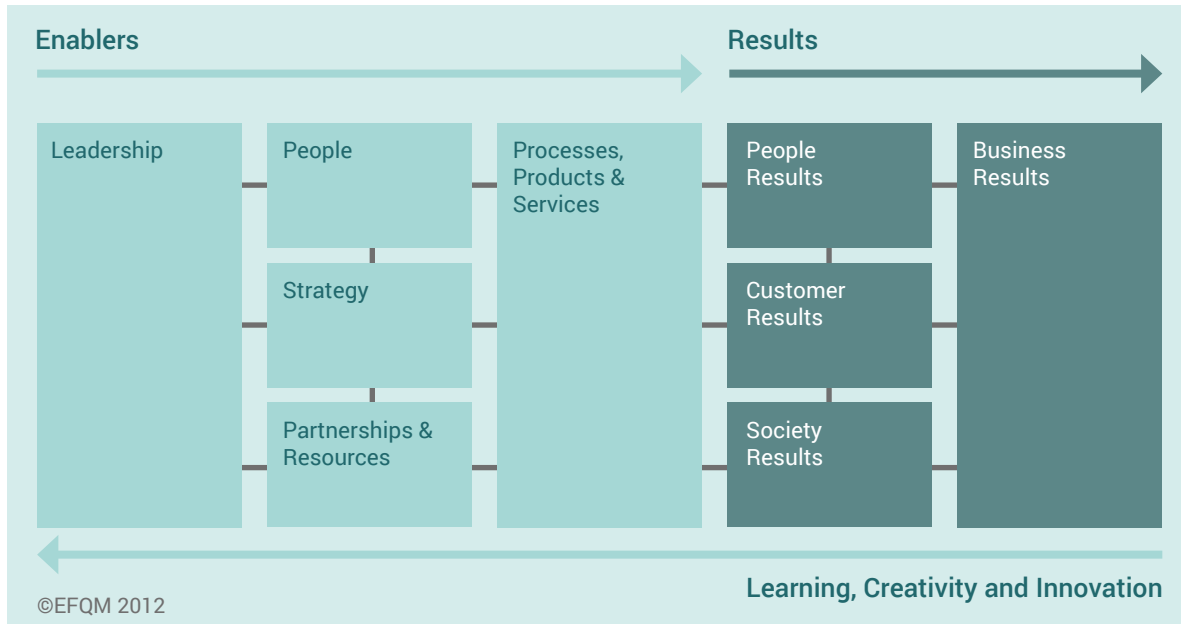 Enablers
Results
Leadership
People
Processes,
Products &
Services
People
Results
Business
Results
Strategy
Customer
Results
Partnerships &
Resources
Society
Results
Learning, Creativity and Innovation
©EFQM 2012